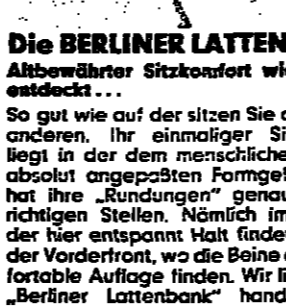 Die BERLINER LATTEN
Altbewährter Sitzkomfort wi
entdeckt...
So gut wie auf der sitzen Sie
anderen. Ihr einmaliger Si
liegt in der dem menschliche
absolut angepaßten Formge
hat ihre „Rundungen" genau
richtigen Stellen. Nämlich im
der hier entspannt Halt finde
der Vorderfront, wo die Beine
fortable Auflage finden. Wir li
„Berliner Lattenbank" hand